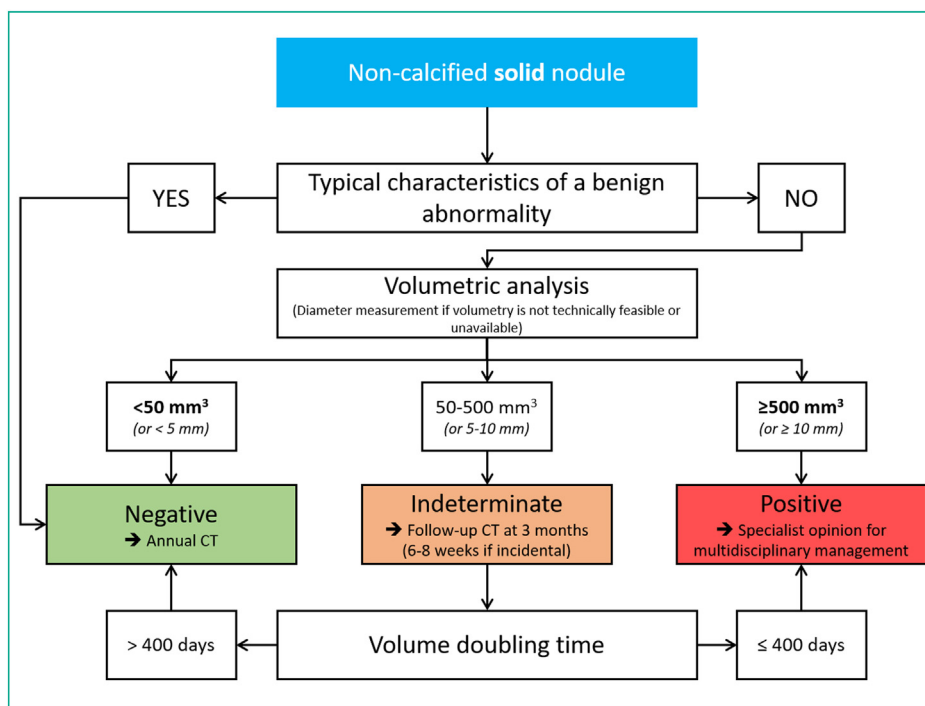 Non-calcified solid nodule
YES
Typical characteristics of a benign
abnormality
NO
Volumetric analysis
(Diameter measurement if volumetry is not technically feasible or
unavailable)
<50 mm³
(or < 5 mm)
50-500 mm³
(or 5-10 mm)
≥500 mm³
(or ≥ 10 mm)
Negative
➔ Annual CT
Indeterminate
➔ Follow-up CT at 3 months
(6-8 weeks if incidental)
Positive
➔ Specialist opinion for
multidisciplinary management
> 400 days
Volume doubling time
≤ 400 days